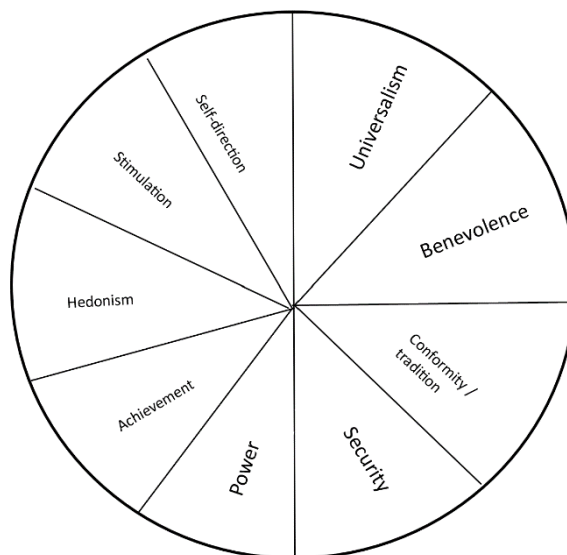 Self-direction
Universalism
Stimulation
Benevolence
Hedonism
Conformity /
tradition
Achievement
Power
Security